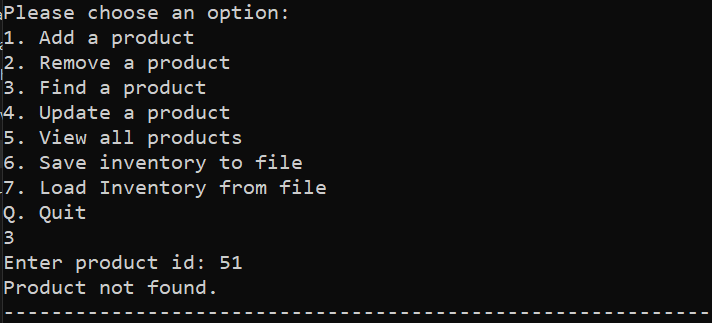 Please choose an option:
1. Add a product
2. Remove a product
3. Find a product
4. Update a product
5. View all products
6. Save inventory to file
7. Load Inventory from file
Q. Quit
3
Enter product id: 51
Product not found.
-----------------------------------------------------------